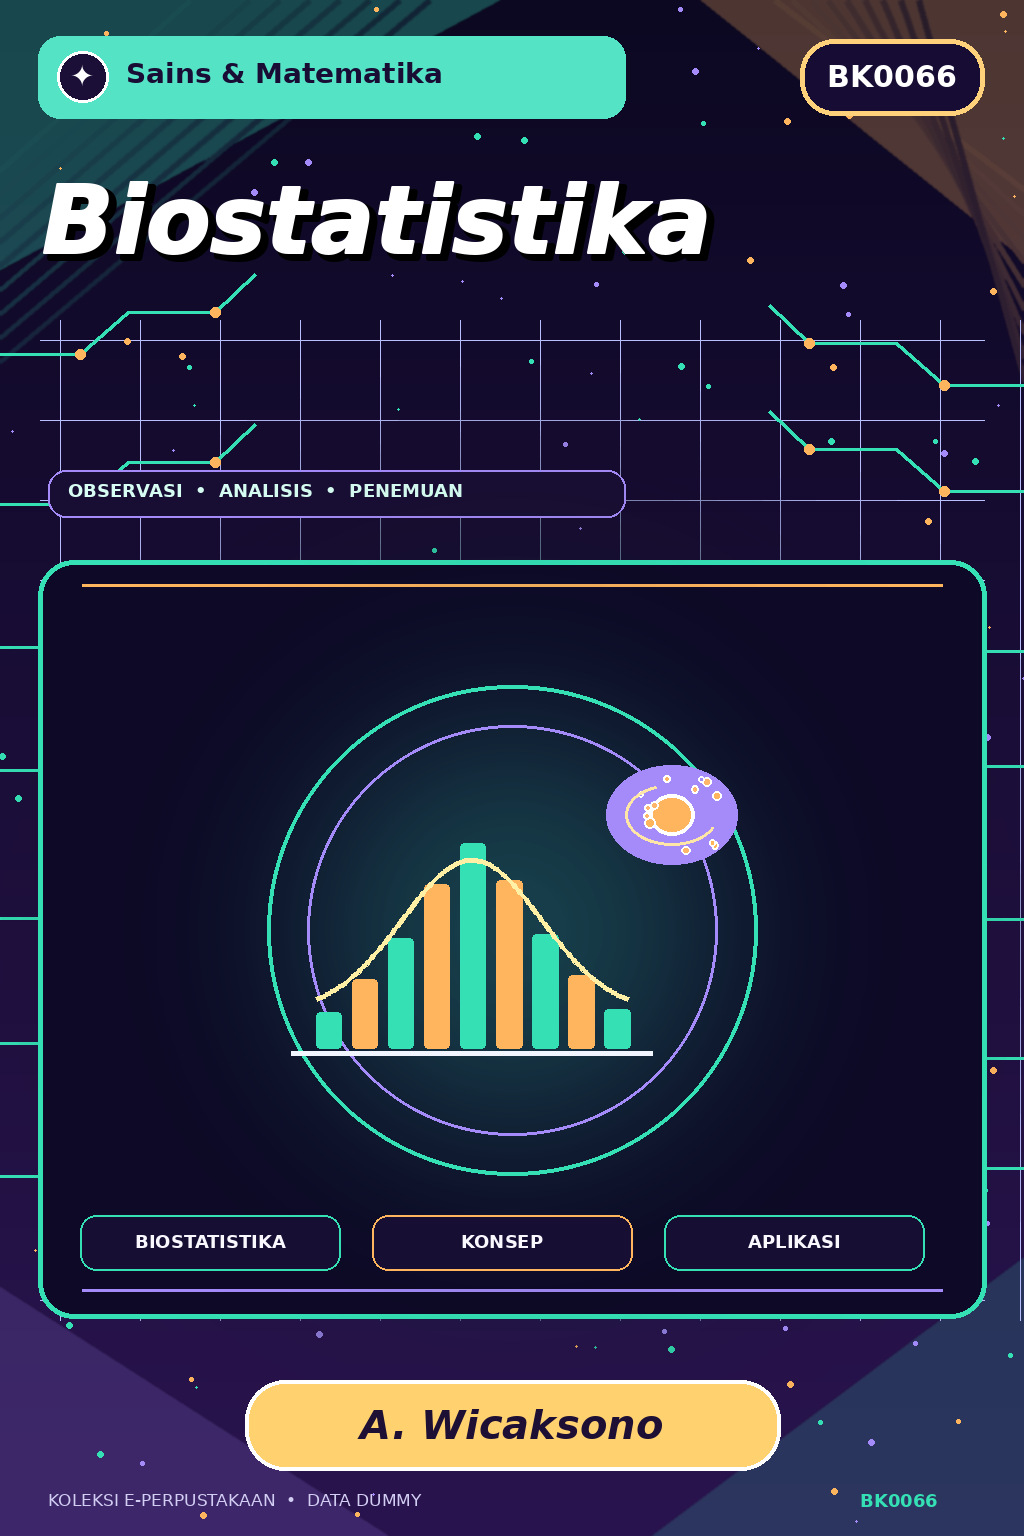 Sains & Matematika
BK0066
Biostatistika
OBSERVASI • ANALISIS • PENEMUAN
BIOSTATISTIKA
KONSEP
APLIKASI
A. Wicaksono
KOLEKSI E-PERPUSTAKAAN • DATA DUMMY
BK0066